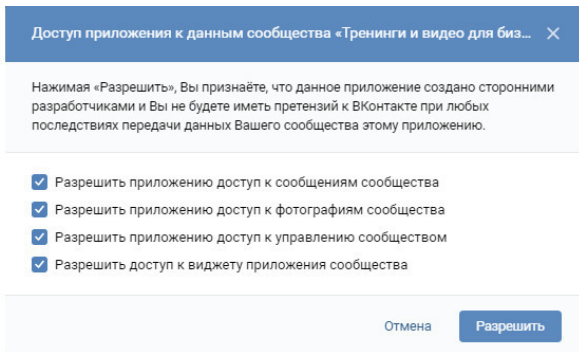 Доступ приложения к данным сообщества «Тренинги и видео для биз...
Нажимая «Разрешить», Вы признаёте, что данное приложение создано сторонними
разработчиками и Вы не будете иметь претензий к ВКонтакте при любых
последствиях передачи данных Вашего сообщества этому приложению.
Разрешить приложению доступ к сообщениям сообщества
Разрешить приложению доступ к фотографиям сообщества
Разрешить приложению доступ к управлению сообществом
Разрешить доступ к виджету приложения сообщества
Отмена Разрешить